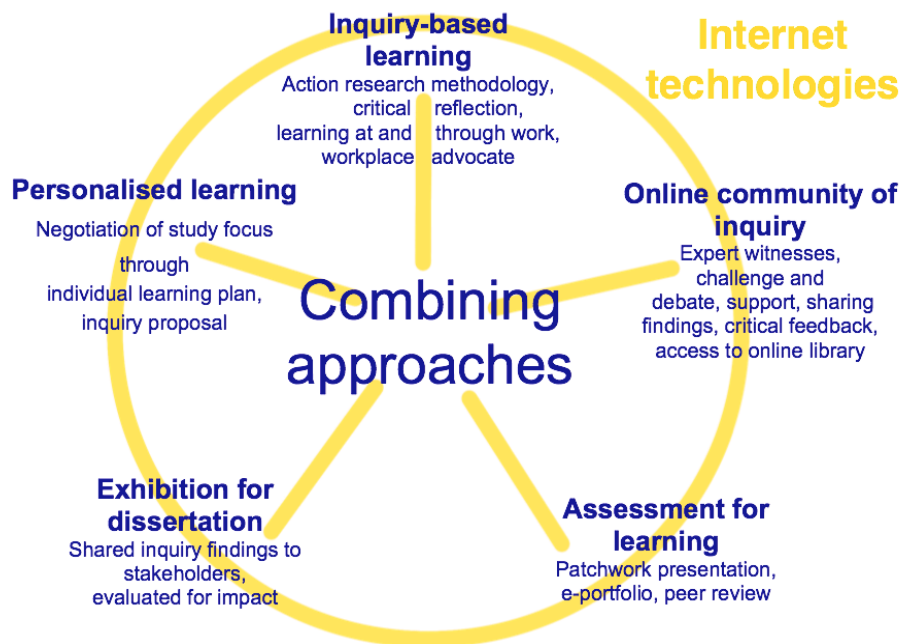 Inquiry-based
learning
Action research methodology,
critical reflection,
learning at and through work,
workplace advocate
Internet
technologies
Personalised learning
Negotiation of study focus
through
individual learning plan,
inquiry proposal
Online community of
inquiry
Expert witnesses,
challenge and
debate, support, sharing
findings, critical feedback,
access to online library
Combining
approaches
Exhibition for
dissertation
Shared inquiry findings to
stakeholders,
evaluated for impact
Assessment for
learning
Patchwork presentation,
e-portfolio, peer review